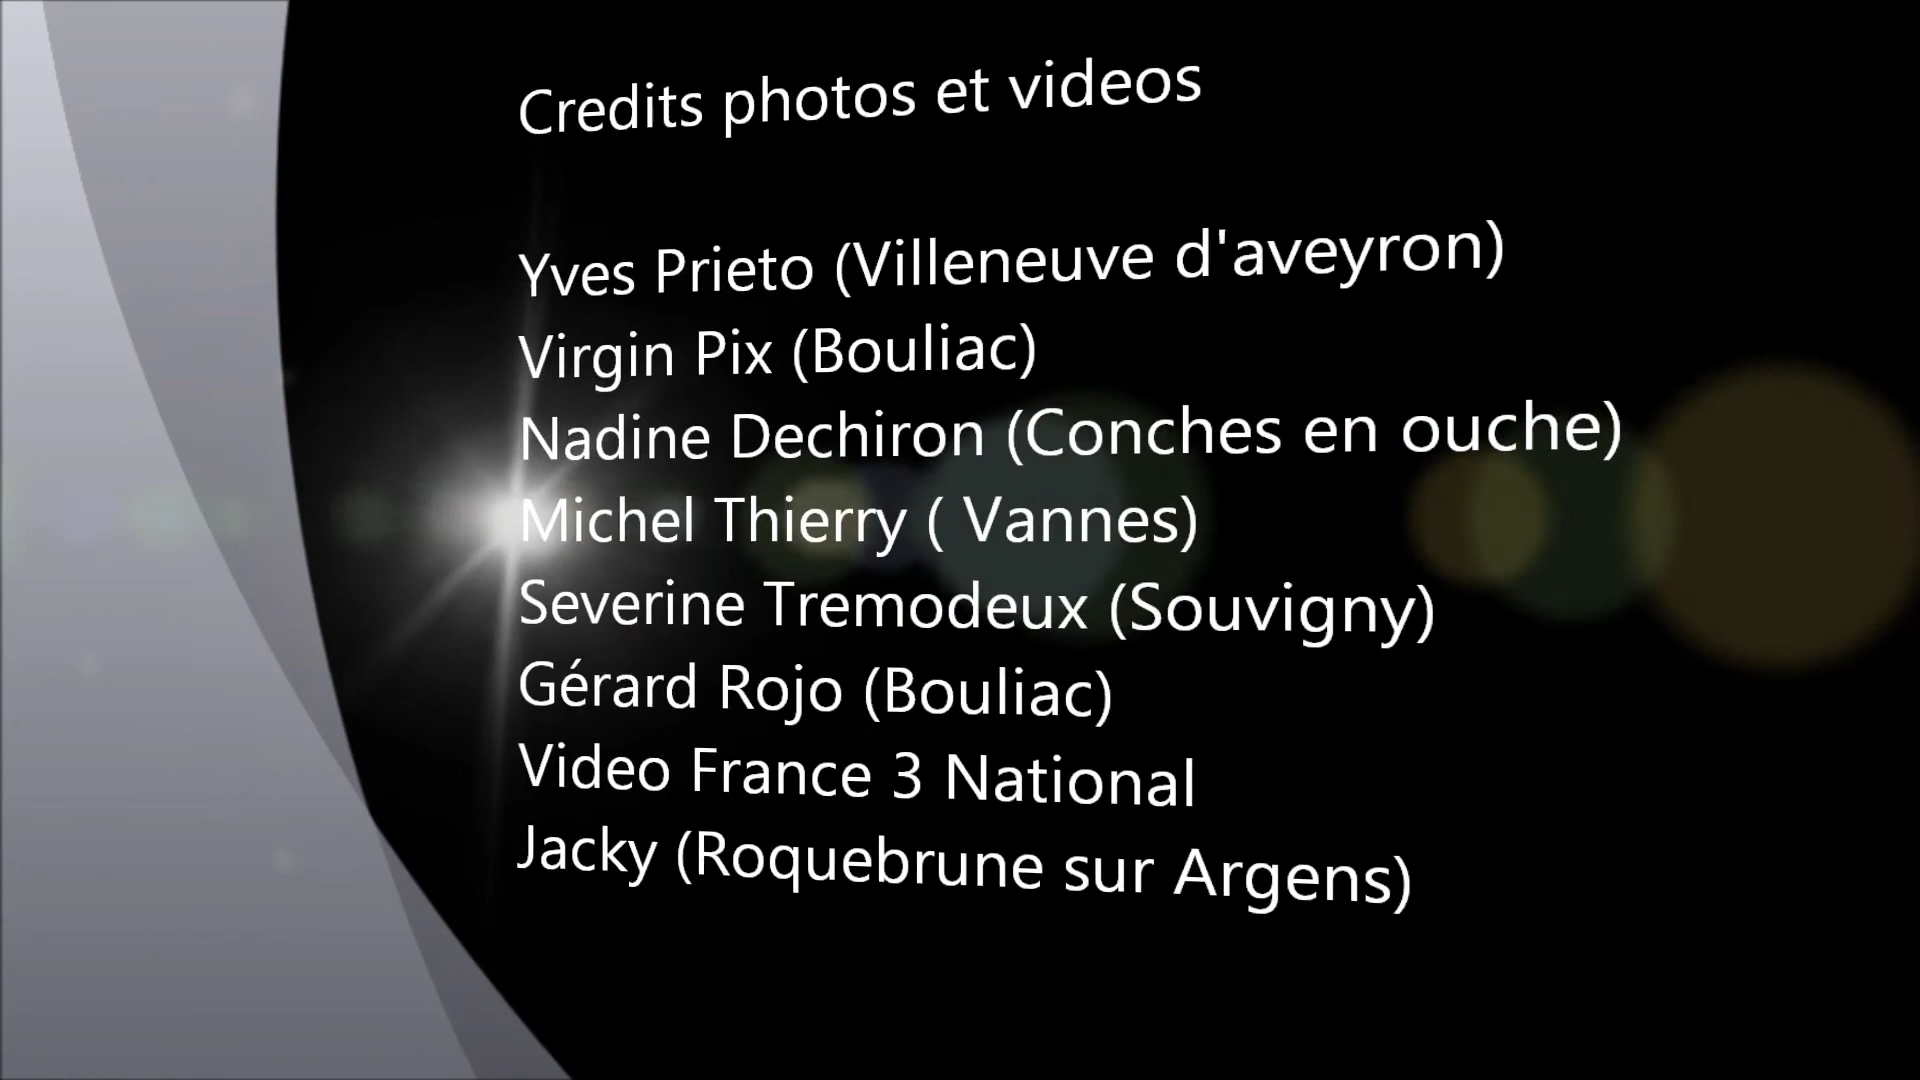 Credits photos et videos
Yves Prieto (Villeneuve d'aveyron)
Virgin Pix (Bouliac)
Nadine Dechiron (Conches en ouche)
Michel Thierry ( Vannes)
Severine Tremodeux (Souvigny)
Gérard Rojo (Bouliac)
Video France 3 National
Jacky (Roquebrune sur Argens)